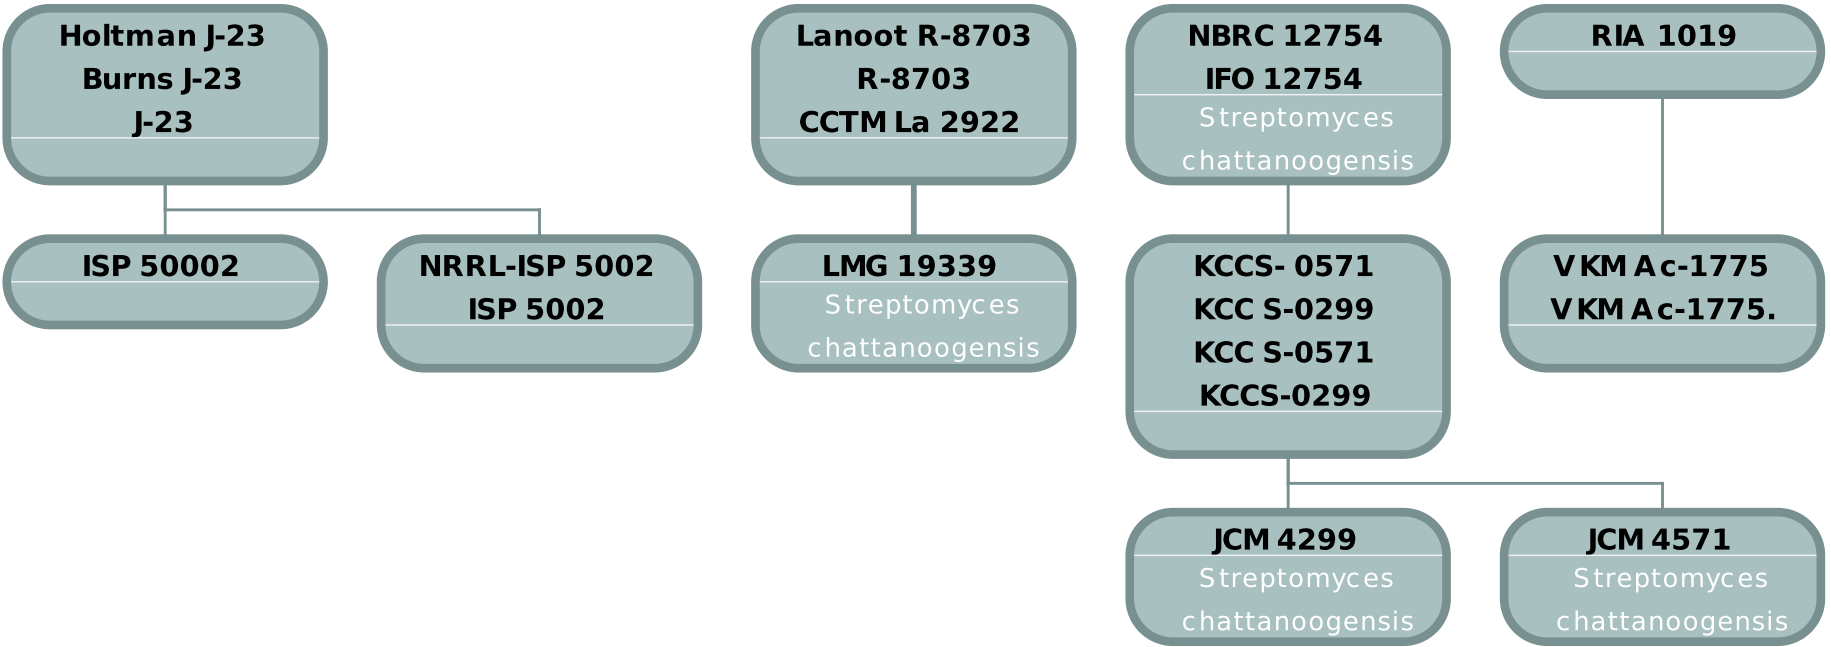 Holtman J-23
Burns J-23
J-23
Lanoot R-8703
R-8703
CCTM La 2922
NBRC 12754
IFO 12754
Streptomyces
chattanoogensis
RIA 1019
ISP 50002
NRRL-ISP 5002
ISP 5002
LMG 19339
Streptomyces
chattanoogensis
KCCS- 0571
KCC S-0299
KCC S-0571
KCCS-0299
VKM Ac-1775
VKM Ac-1775.
JCM 4299
Streptomyces
chattanoogensis
JCM 4571
Streptomyces
chattanoogensis